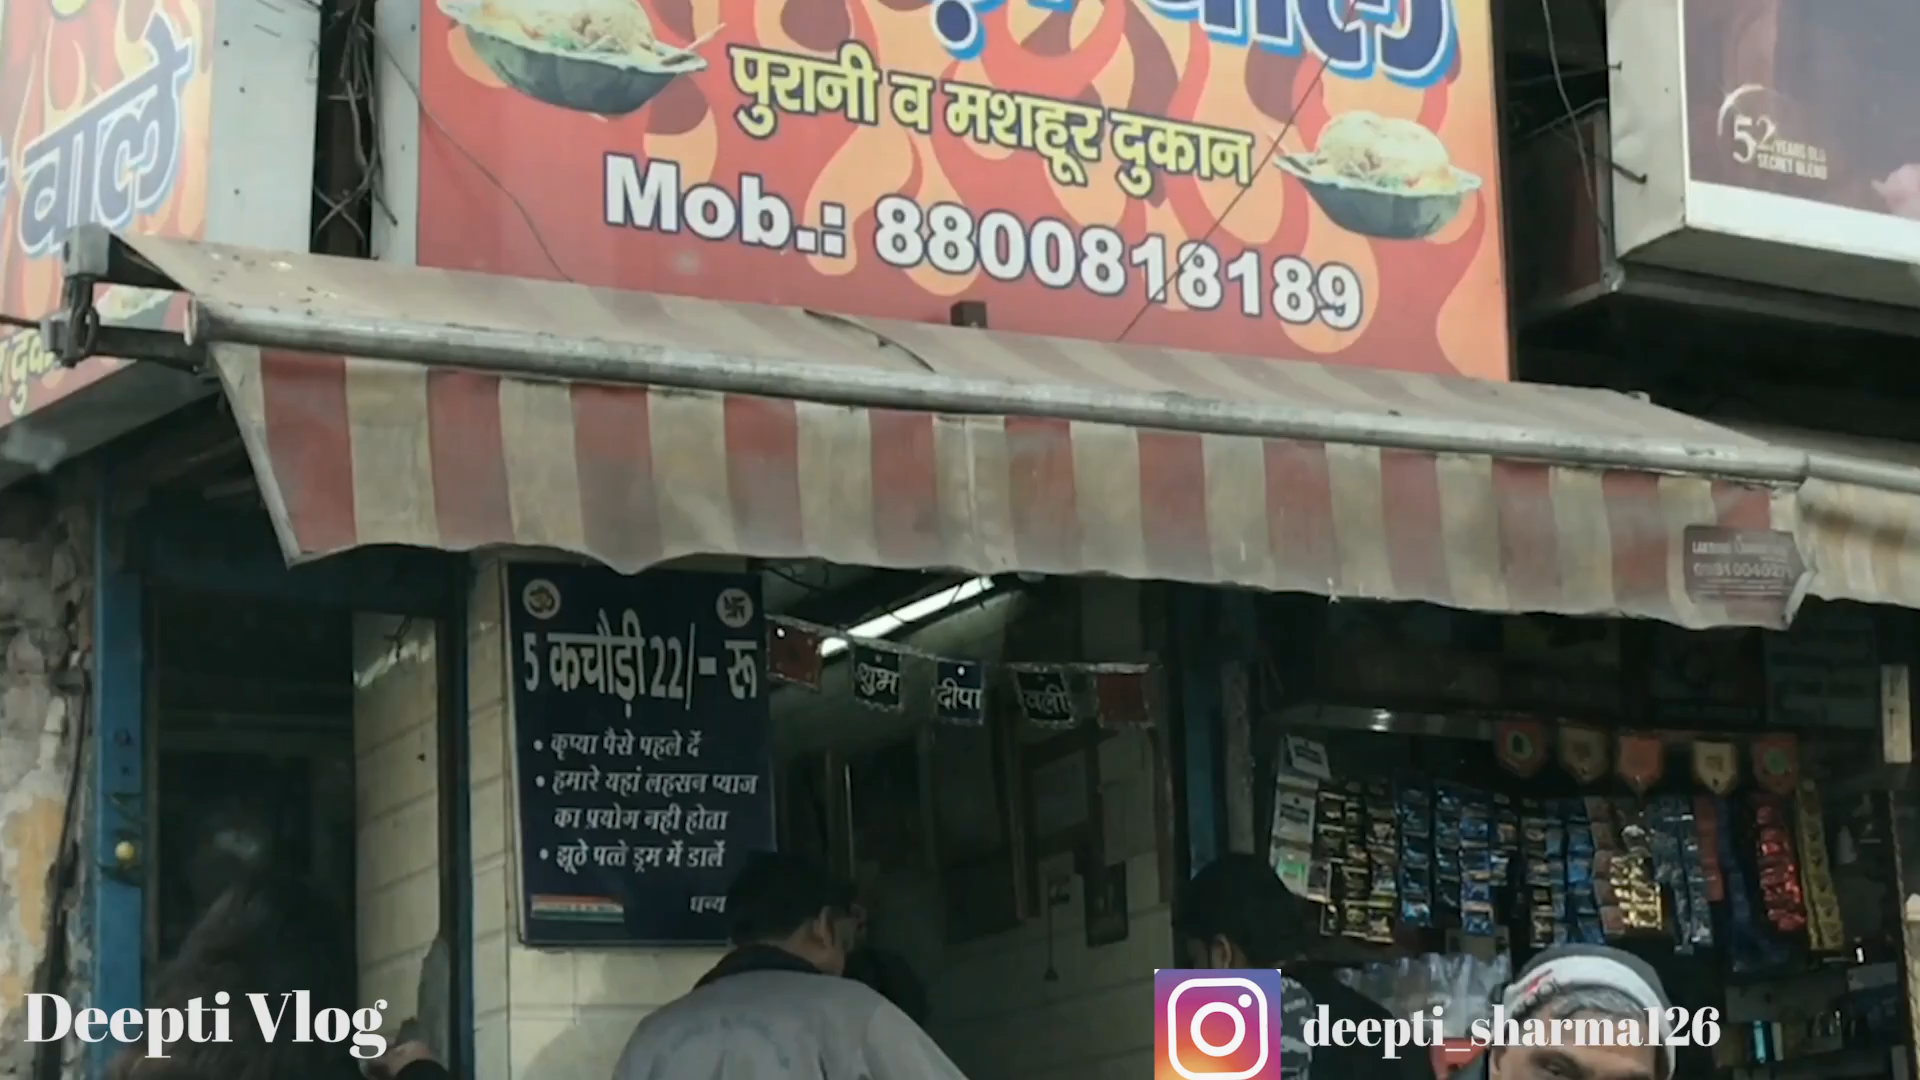 वाले
वाले
पुरानी व मशहूर दुकान
Mob.: 8800818189
52 YEARS OLD
SECRET BLEND
5 कचौड़ी 22/- रू
• कृप्या पैसे पहले दें
• हमारे यहां लहसन प्याज
का प्रयोग नही होता
• झूठे पत्ते ड्रम में डालें
धन्य
शुभ दीपा वली
Deepti Vlog
deepti_sharma126